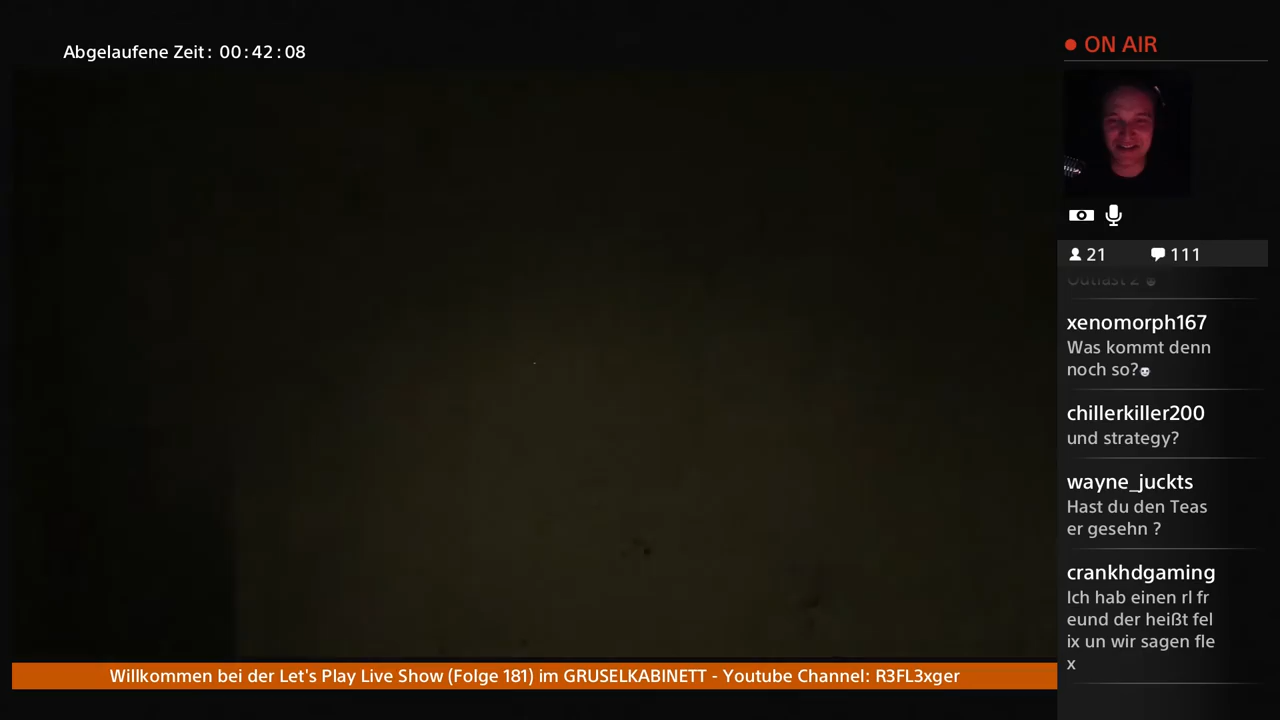 Abgelaufene Zeit: 00:42:08
ON AIR
21 111
Outlast 2
xenomorph167
Was kommt denn
noch so?
chillerkiller200
und strategy?
wayne_juckts
Hast du den Teas
er gesehn ?
crankhdgaming
Ich hab einen rl fr
eund der heißt fel
ix un wir sagen fle
x
Willkommen bei der Let's Play Live Show (Folge 181) im GRUSELKABINETT - Youtube Channel: R3FL3xger